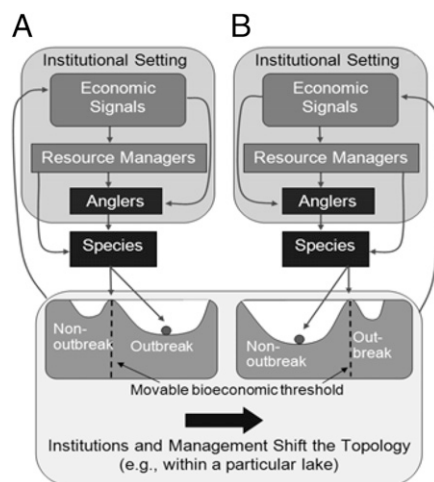 A
Institutional Setting
Economic
Signals
Resource Managers
Anglers
Species
B
Institutional Setting
Economic
Signals
Resource Managers
Anglers
Species
Non-
outbreak
Outbreak
Non-
outbreak
Out-
break
Movable bioeconomic threshold
Institutions and Management Shift the Topology
(e.g., within a particular lake)